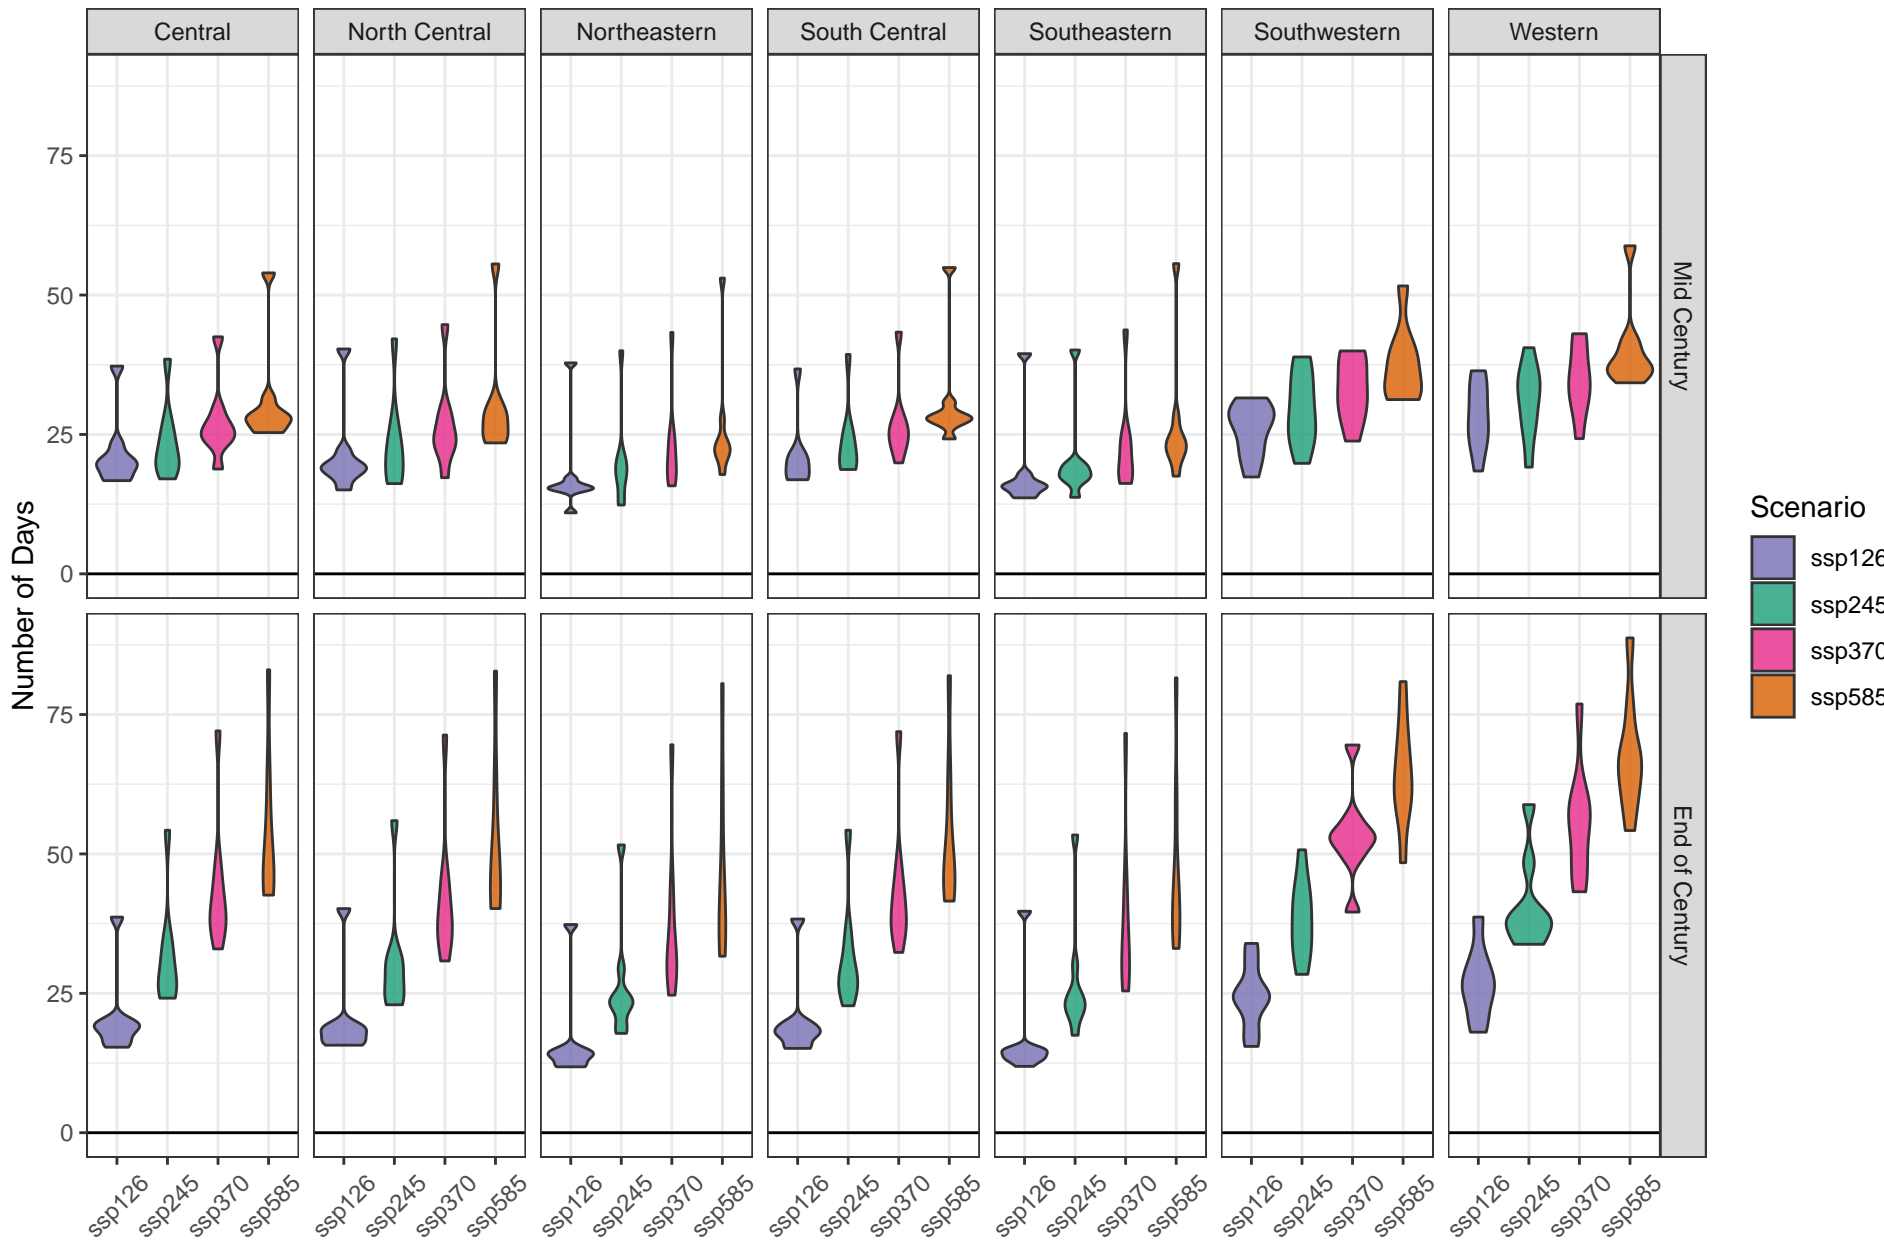 Central North Central Northeastern South Central Southeastern Southwestern Western
Number of Days
75
50
25
0
Mid Century
75
50
25
0
End of Century
ssp126 ssp245 ssp370 ssp585 ssp126 ssp245 ssp370 ssp585 ssp126 ssp245 ssp370 ssp585 ssp126 ssp245 ssp370 ssp585 ssp126 ssp245 ssp370 ssp585 ssp126 ssp245 ssp370 ssp585 ssp126 ssp245 ssp370 ssp585
Scenario
ssp126
ssp245
ssp370
ssp585